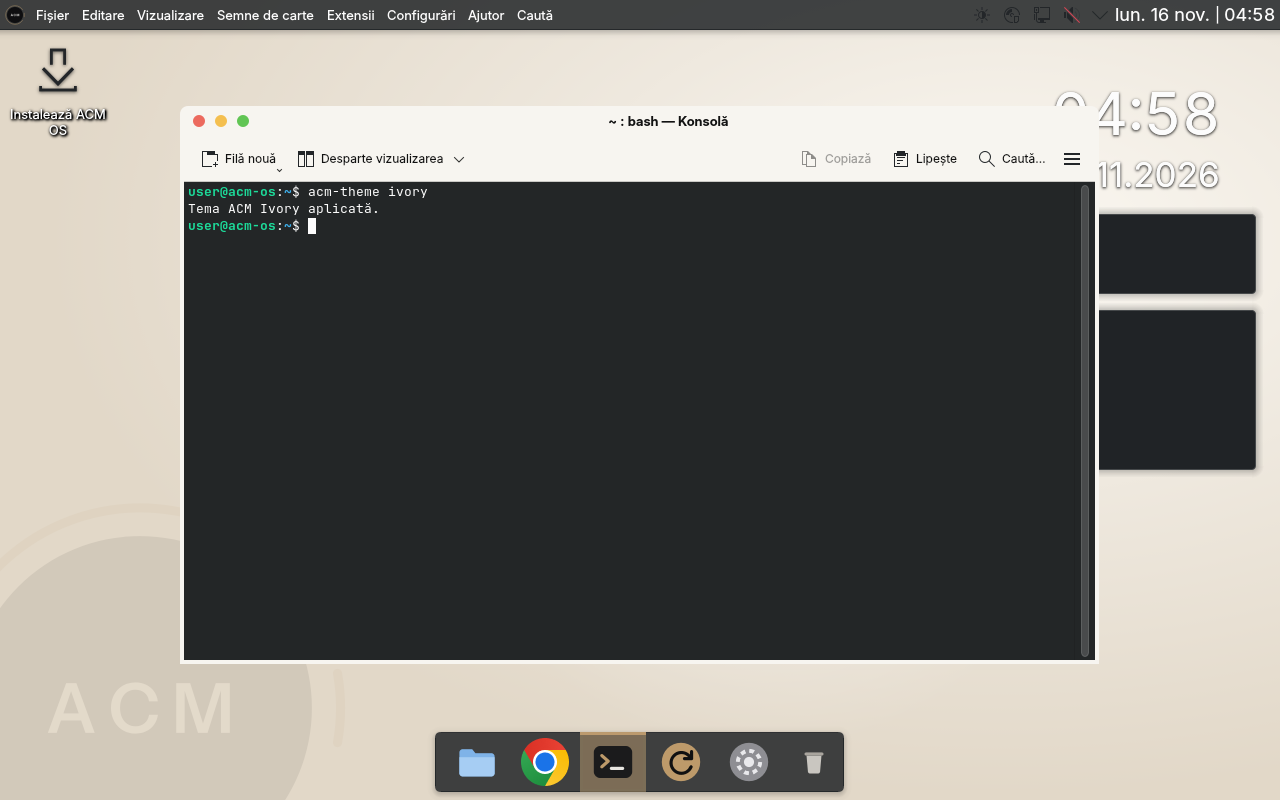 Fișier Editare Vizualizare Semne de carte Extensii Configurări Ajutor Caută lun. 16 nov. | 04:58
Instalează ACM
OS
04:58
11.2026
~ : bash — Konsolă
Filă nouă Desparte vizualizarea Copiază Lipește Caută...
user@acm-os:~$ acm-theme ivory
Tema ACM Ivory aplicată.
user@acm-os:~$
ACM